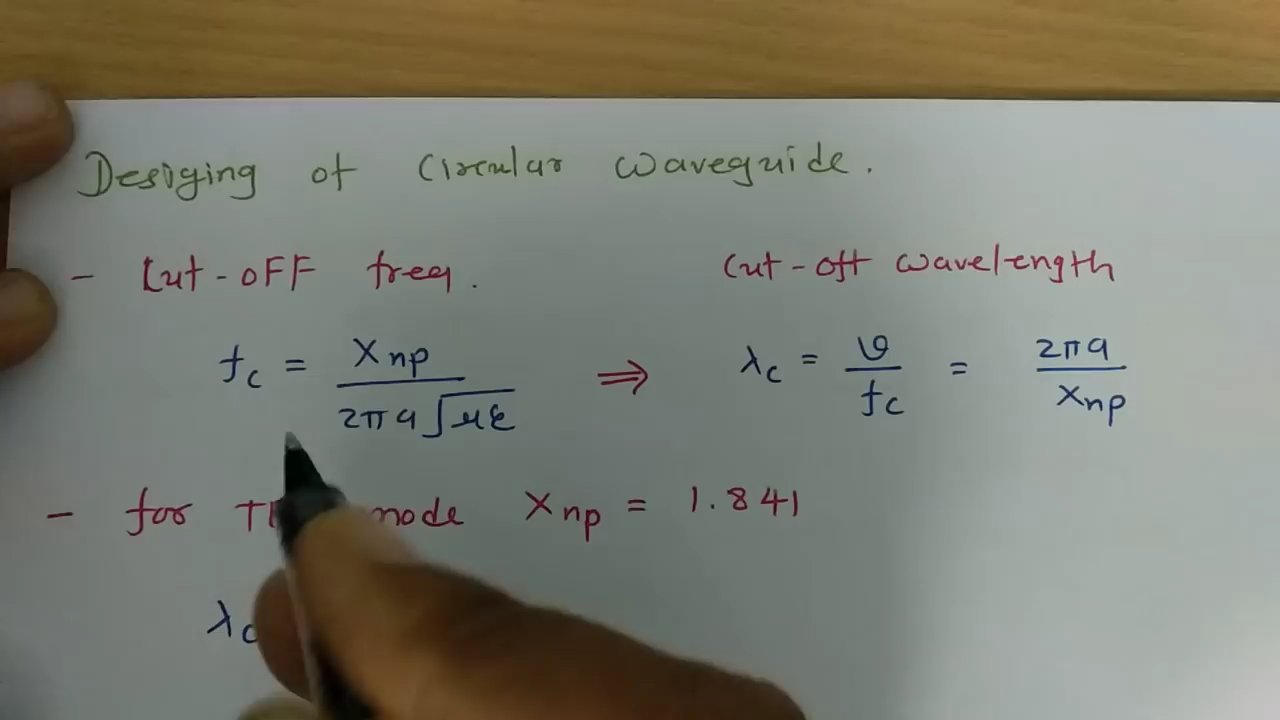 Desiging of Circular waveguide.
- Cut-oFF freq. Cut-off wavelength
fc = Xnp / 2πa√με ⇒ λc = v / fc = 2πa / Xnp
- for mode Xnp = 1.841
λc